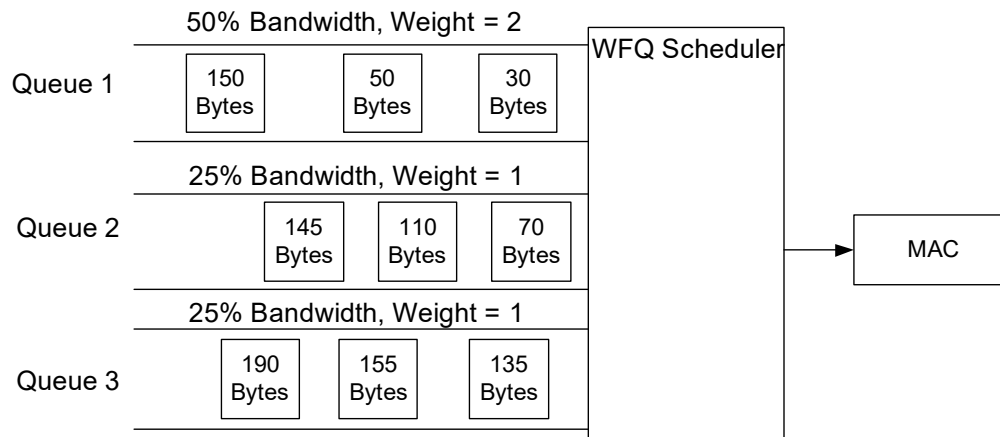 50% Bandwidth, Weight = 2
WFQ Scheduler
Queue 1
150
Bytes
50
Bytes
30
Bytes
25% Bandwidth, Weight = 1
Queue 2
145
Bytes
110
Bytes
70
Bytes
MAC
25% Bandwidth, Weight = 1
Queue 3
190
Bytes
155
Bytes
135
Bytes